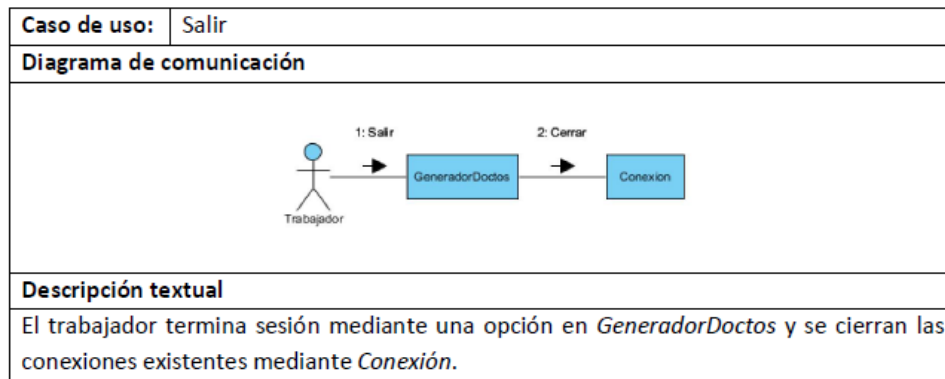 Caso de uso: Salir
Diagrama de comunicación
1: Salir
2: Cerrar
GeneradorDoctos
Conexion
Trabajador
Descripción textual
El trabajador termina sesión mediante una opción en GeneradorDoctos y se cierran las
conexiones existentes mediante Conexión.